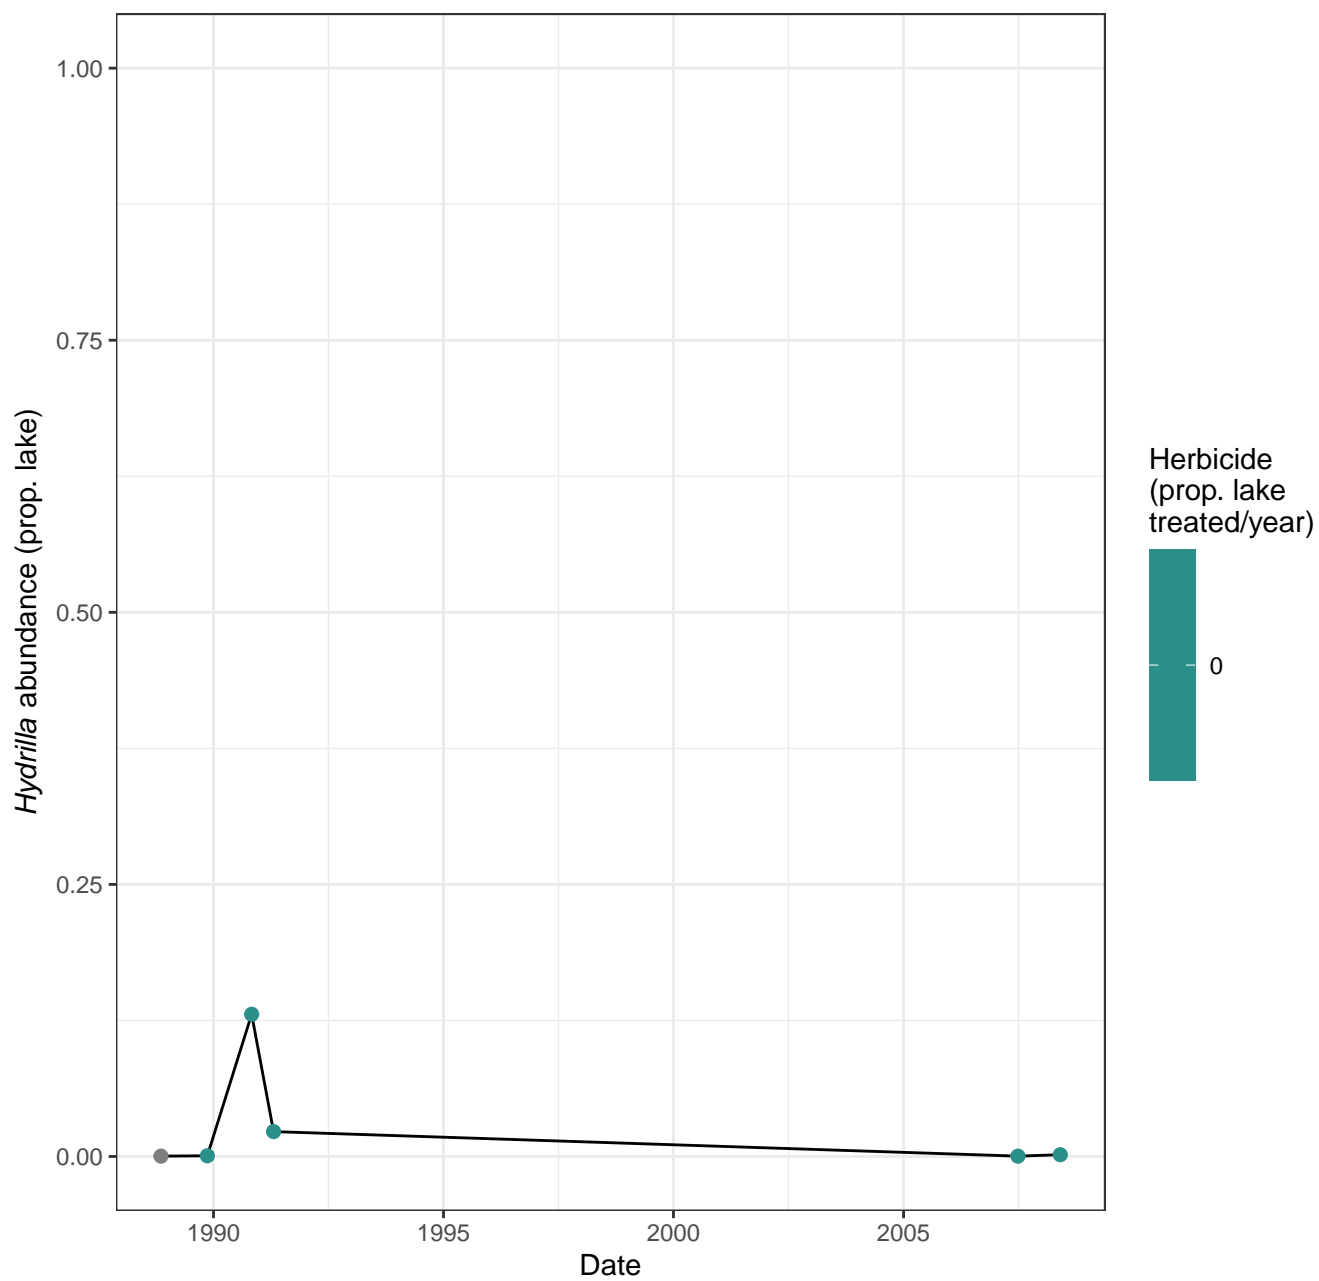 1.00
0.75
0.50
0.25
0.00
Hydrilla abundance (prop. lake)
1990 1995 2000 2005
Date
Herbicide
(prop. lake
treated/year)
0